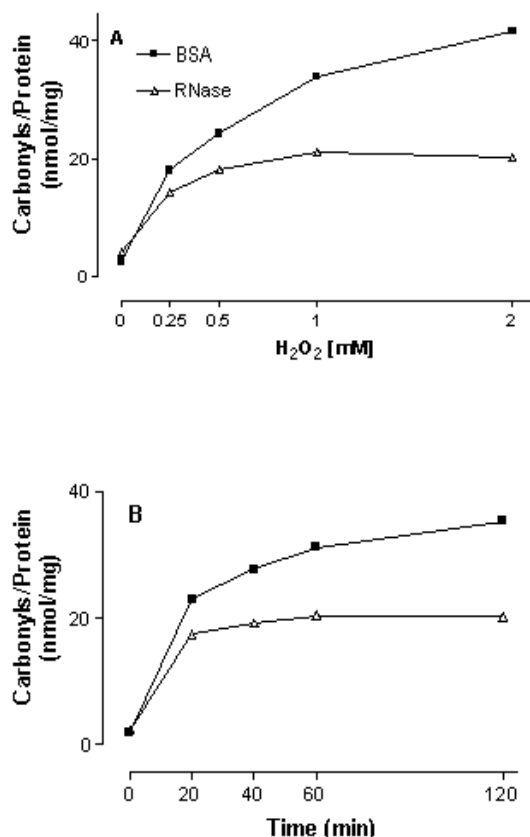 A
BSA
RNase
Carbonyls/Protein
(nmol/mg)
40
20
0
0 0.25 0.5 1 2
H₂O₂ [mM]
B
Carbonyls/Protein
(nmol/mg)
40
20
0
0 20 40 60 120
Time (min)